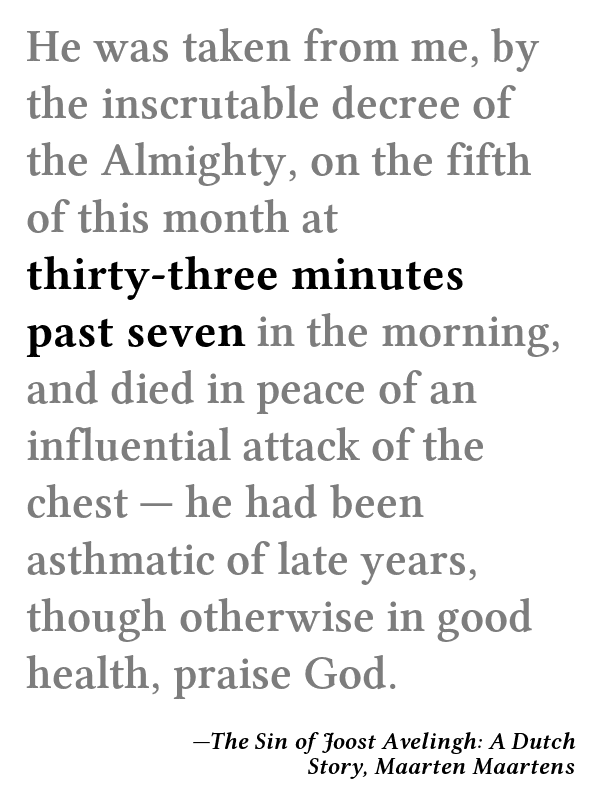 He was taken from me, by
the inscrutable decree of
the Almighty, on the fifth
of this month at
thirty-three minutes
past seven in the morning,
and died in peace of an
influential attack of the
chest — he had been
asthmatic of late years,
though otherwise in good
health, praise God.
—The Sin of Joost Avelingh: A Dutch
Story, Maarten Maartens